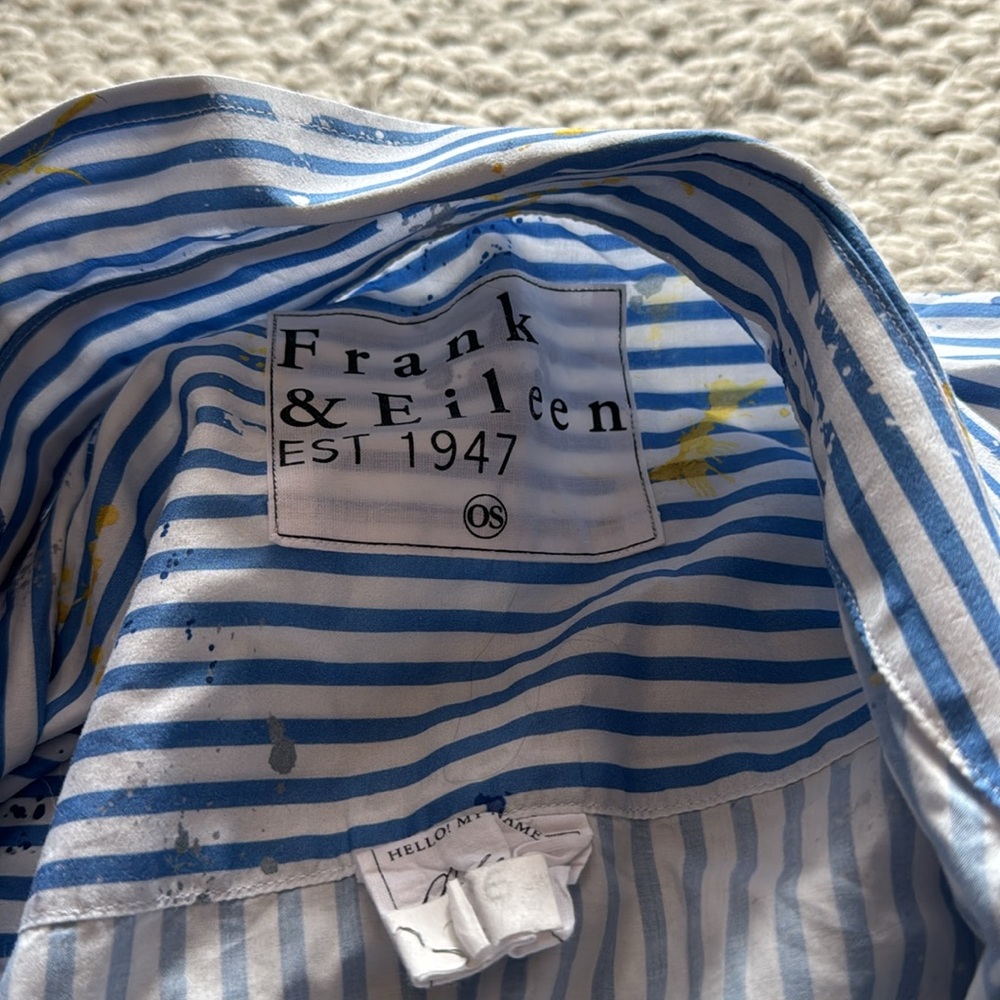 Frank
& Eileen
EST 1947
OS
HELLO! MY NAME